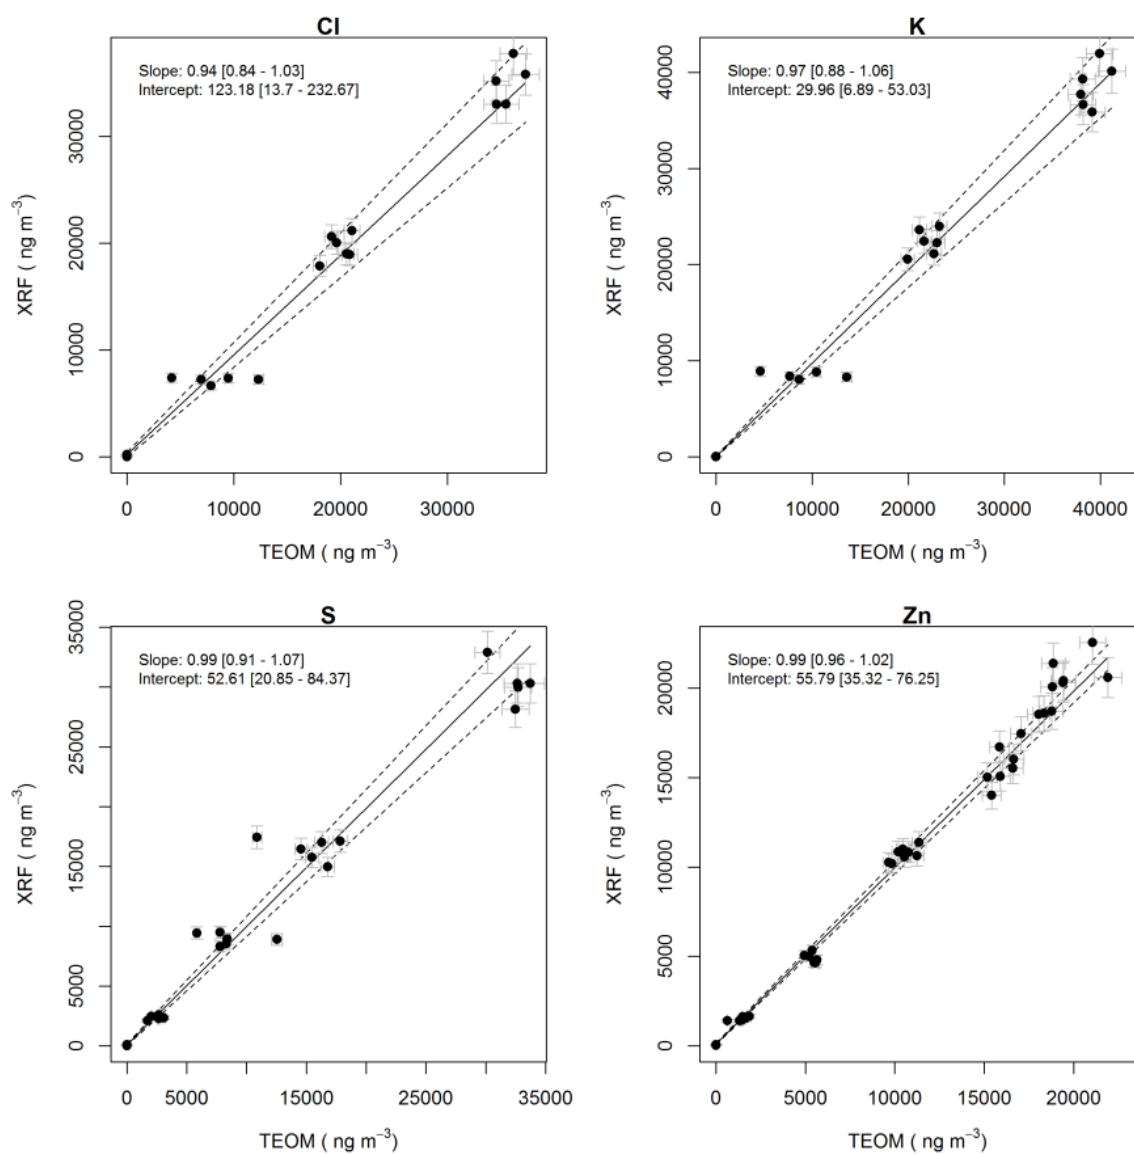 Cl
Slope: 0.94 [0.84 - 1.03]
Intercept: 123.18 [13.7 - 232.67]
XRF ( ng m⁻³)
0 10000 20000 30000
0 10000 20000 30000
TEOM ( ng m⁻³)
K
Slope: 0.97 [0.88 - 1.06]
Intercept: 29.96 [6.89 - 53.03]
XRF ( ng m⁻³)
0 10000 20000 30000 40000
0 10000 20000 30000 40000
TEOM ( ng m⁻³)
S
Slope: 0.99 [0.91 - 1.07]
Intercept: 52.61 [20.85 - 84.37]
XRF ( ng m⁻³)
0 5000 15000 25000 35000
0 5000 15000 25000 35000
TEOM ( ng m⁻³)
Zn
Slope: 0.99 [0.96 - 1.02]
Intercept: 55.79 [35.32 - 76.25]
XRF ( ng m⁻³)
0 5000 10000 15000 20000
0 5000 10000 15000 20000
TEOM ( ng m⁻³)